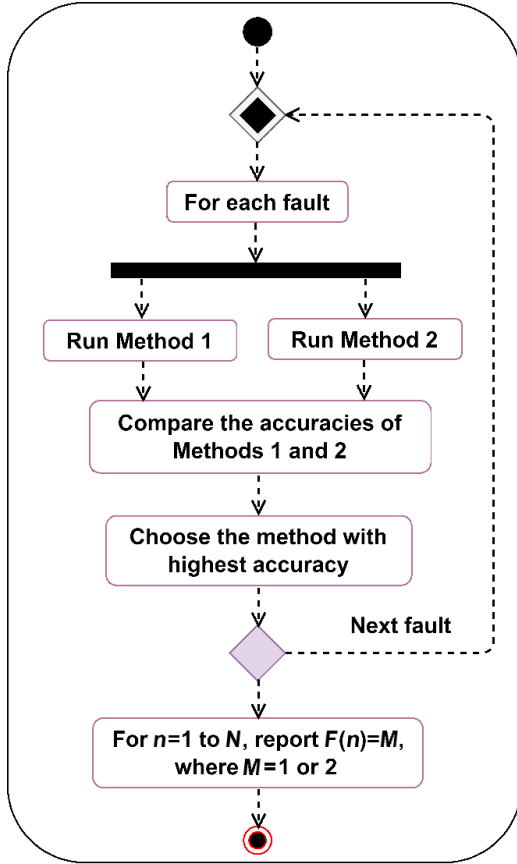 For each fault
Run Method 1
Run Method 2
Compare the accuracies of
Methods 1 and 2
Choose the method with
highest accuracy
Next fault
For n=1 to N, report F(n)=M,
where M=1 or 2